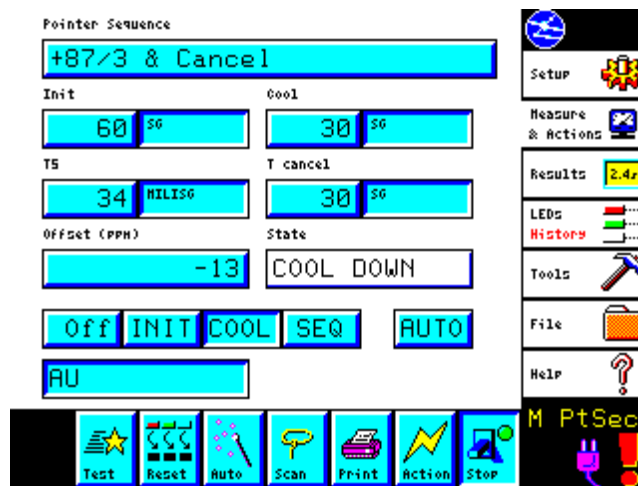 Pointer Sequence
+87/3 & Cancel
Init
Cool
60 SG
30 SG
T5
T cancel
34 MILISG
30 SG
Offset (PPM)
State
-13
COOL DOWN
Off INIT COOL SEQ AUTO
AU
Test Reset Auto Scan Print Action Stop
Setup
Measure
& Actions
Results
2.4
LEDs
History
Tools
File
Help
M PtSec